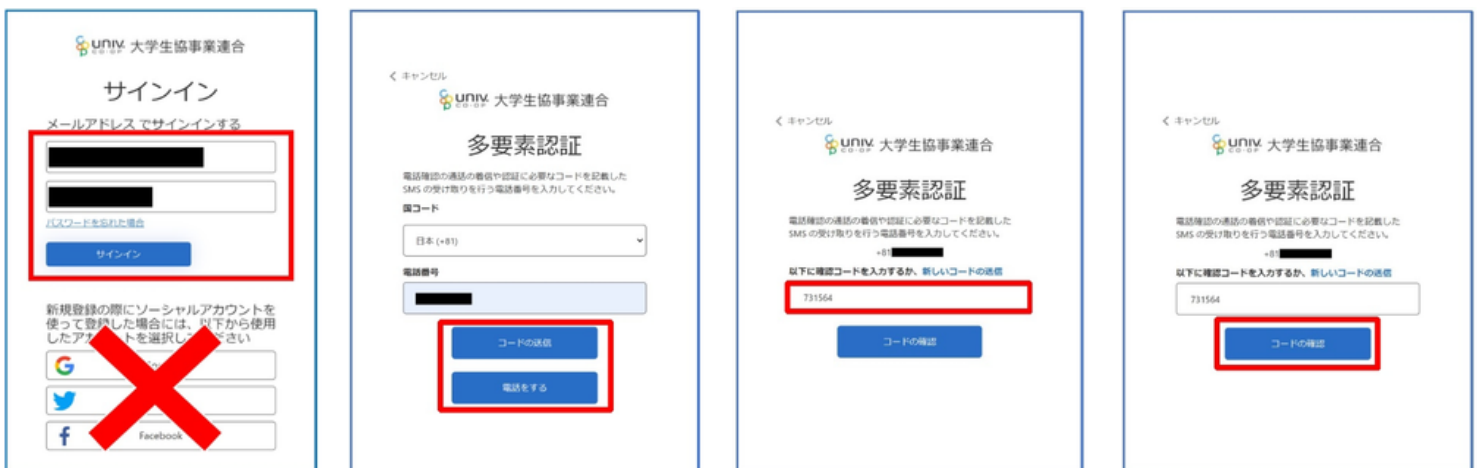 univ. CO-OP 大学生協事業連合
サインイン
メールアドレス でサインインする
パスワードを忘れた場合
サインイン
新規登録の際にソーシャルアカウントを
使って登録した場合には、以下から使用
したアカウントを選択してください
Facebook
キャンセル
univ. CO-OP 大学生協事業連合
多要素認証
電話確認の通話の着信や認証に必要なコードを記載した
SMS の受け取りを行う電話番号を入力してください。
国コード
日本 (+81)
電話番号
コードの送信
電話をする
キャンセル
univ. CO-OP 大学生協事業連合
多要素認証
電話確認の通話の着信や認証に必要なコードを記載した
SMS の受け取りを行う電話番号を入力してください。
+81
以下に確認コードを入力するか、新しいコードの送信
731564
コードの確認
キャンセル
univ. CO-OP 大学生協事業連合
多要素認証
電話確認の通話の着信や認証に必要なコードを記載した
SMS の受け取りを行う電話番号を入力してください。
+81
以下に確認コードを入力するか、新しいコードの送信
731564
コードの確認